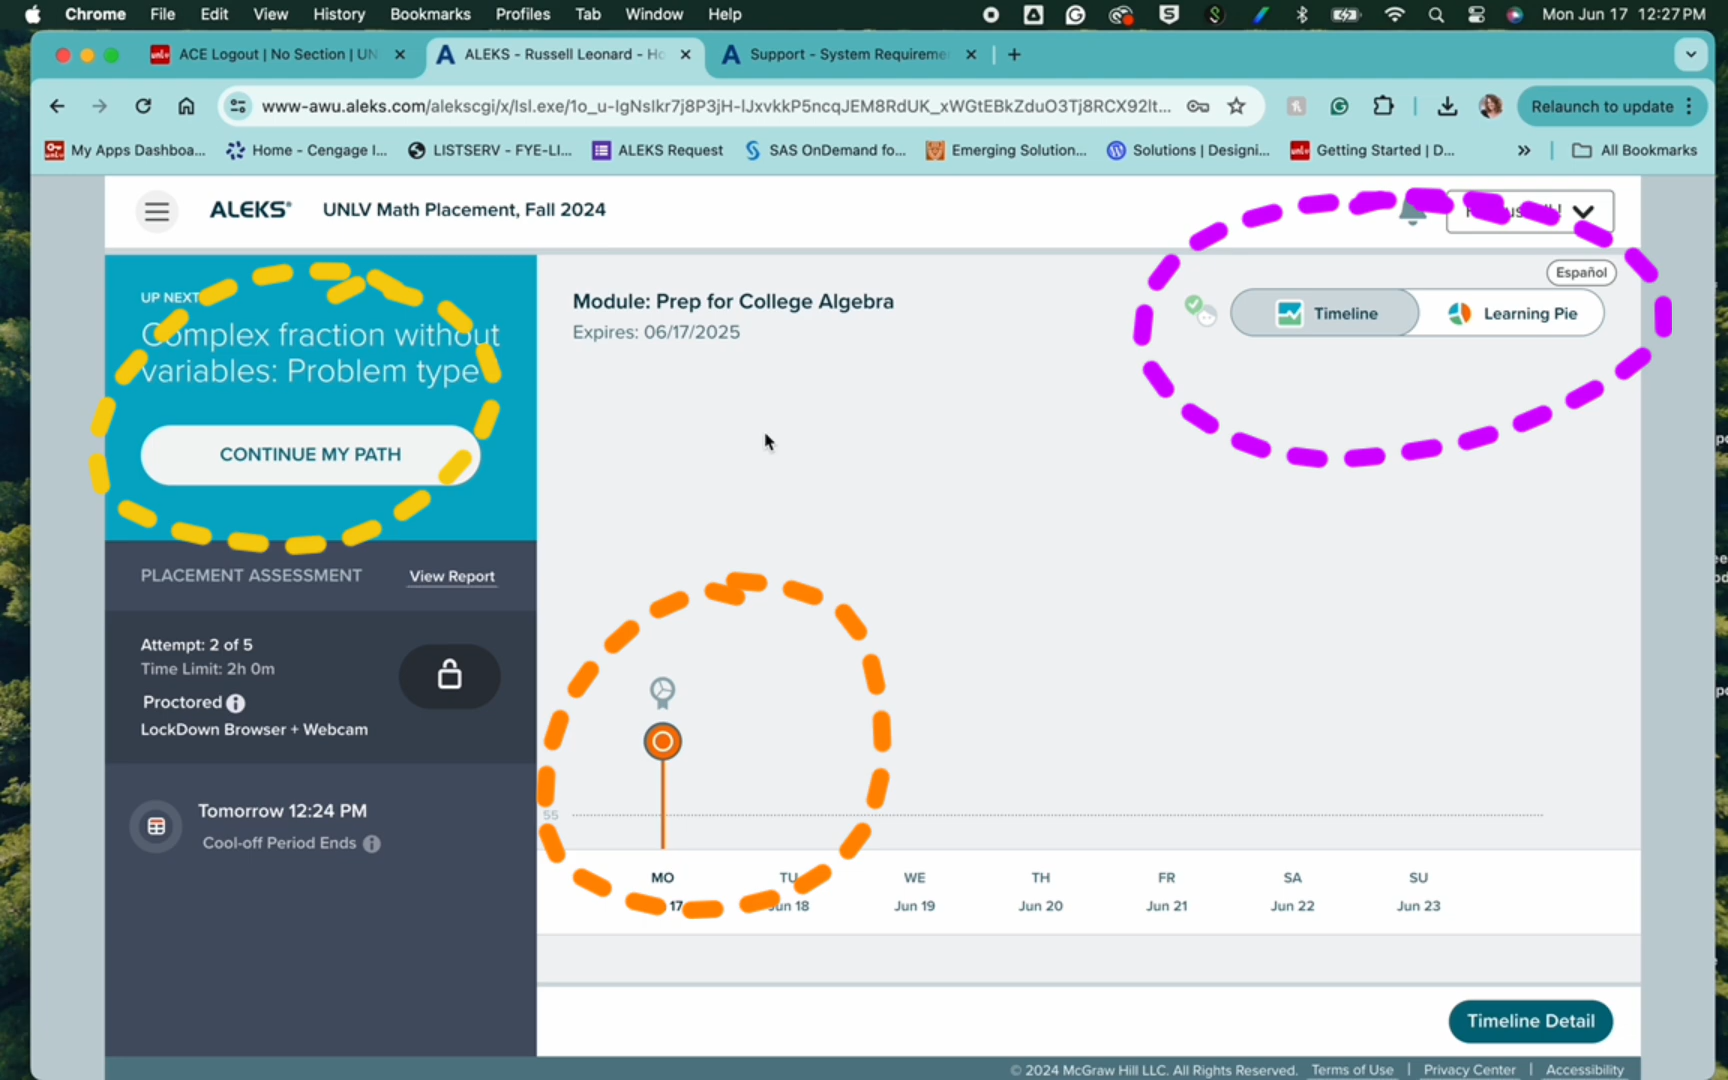 Chrome File Edit View History Bookmarks Profiles Tab Window Help Mon Jun 17 12:27 PM
ACE Logout | No Section | UN
ALEKS - Russell Leonard - Ho
Support - System Requireme
www-awu.aleks.com/alekscgi/x/Isl.exe/1o_u-IgNsIkr7j8P3jH-IJxvkkP5ncqJEM8RdUK_xWGtEBkZduO3Tj8RCX92lt...
Relaunch to update
My Apps Dashboa...
Home - Cengage I...
LISTSERV - FYE-LI...
ALEKS Request
SAS OnDemand fo...
Emerging Solution...
Solutions | Designi...
Getting Started | D...
All Bookmarks
ALEKS® UNLV Math Placement, Fall 2024
UP NEXT
Complex fraction without
variables: Problem type
CONTINUE MY PATH
Module: Prep for College Algebra
Expires: 06/17/2025
Español
Timeline
Learning Pie
PLACEMENT ASSESSMENT View Report
Attempt: 2 of 5
Time Limit: 2h 0m
Proctored
LockDown Browser + Webcam
Tomorrow 12:24 PM
Cool-off Period Ends
55
MO TU WE TH FR SA SU
17 Jun 18 Jun 19 Jun 20 Jun 21 Jun 22 Jun 23
Timeline Detail
© 2024 McGraw Hill LLC. All Rights Reserved. Terms of Use | Privacy Center | Accessibility